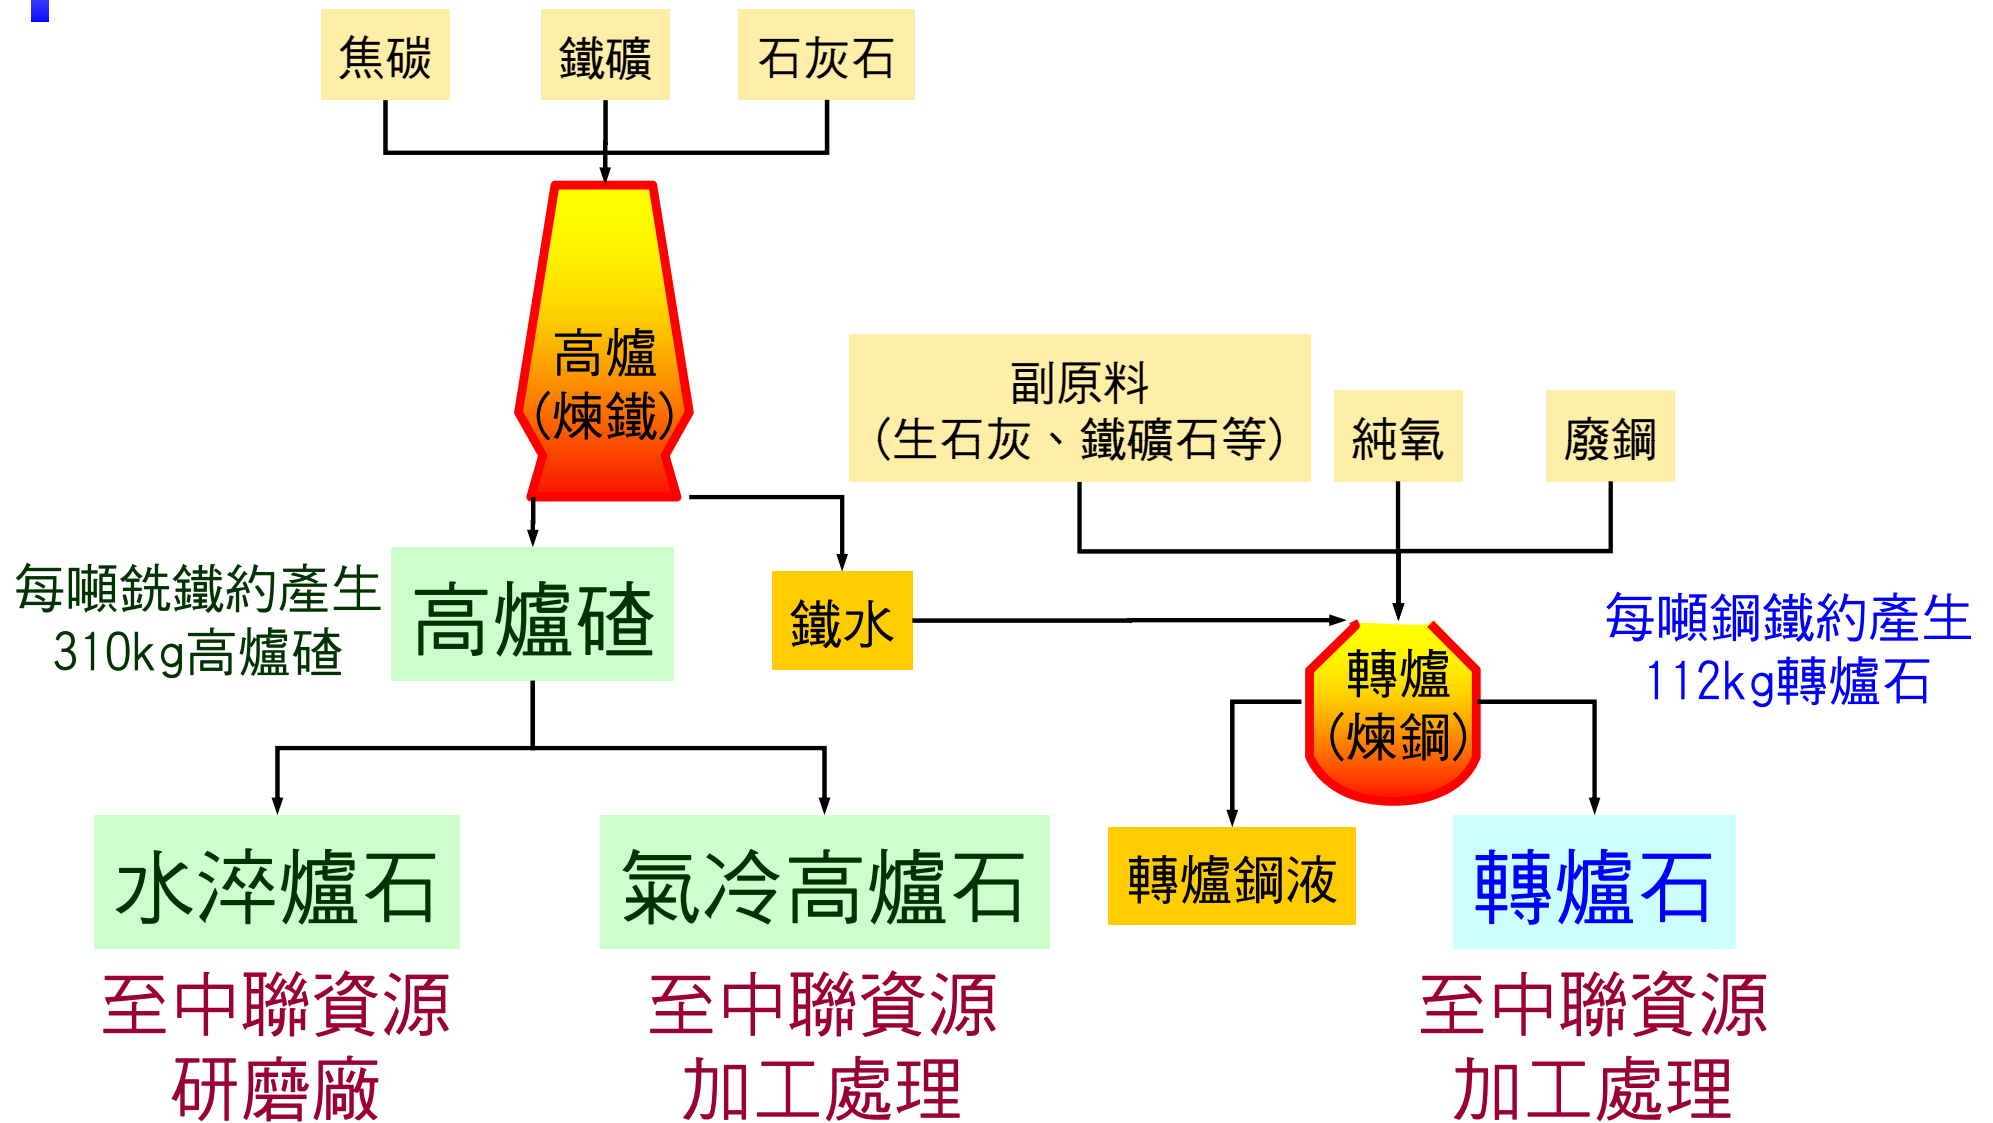 焦碳
鐵礦
石灰石
高爐
(煉鐵)
副原料
(生石灰、鐵礦石等)
純氧
廢鋼
每噸銑鐵約產生
310kg高爐碴
高爐碴
鐵水
轉爐
(煉鋼)
每噸鋼鐵約產生
112kg轉爐石
水淬爐石
氣冷高爐石
轉爐鋼液
轉爐石
至中聯資源
研磨廠
至中聯資源
加工處理
至中聯資源
加工處理